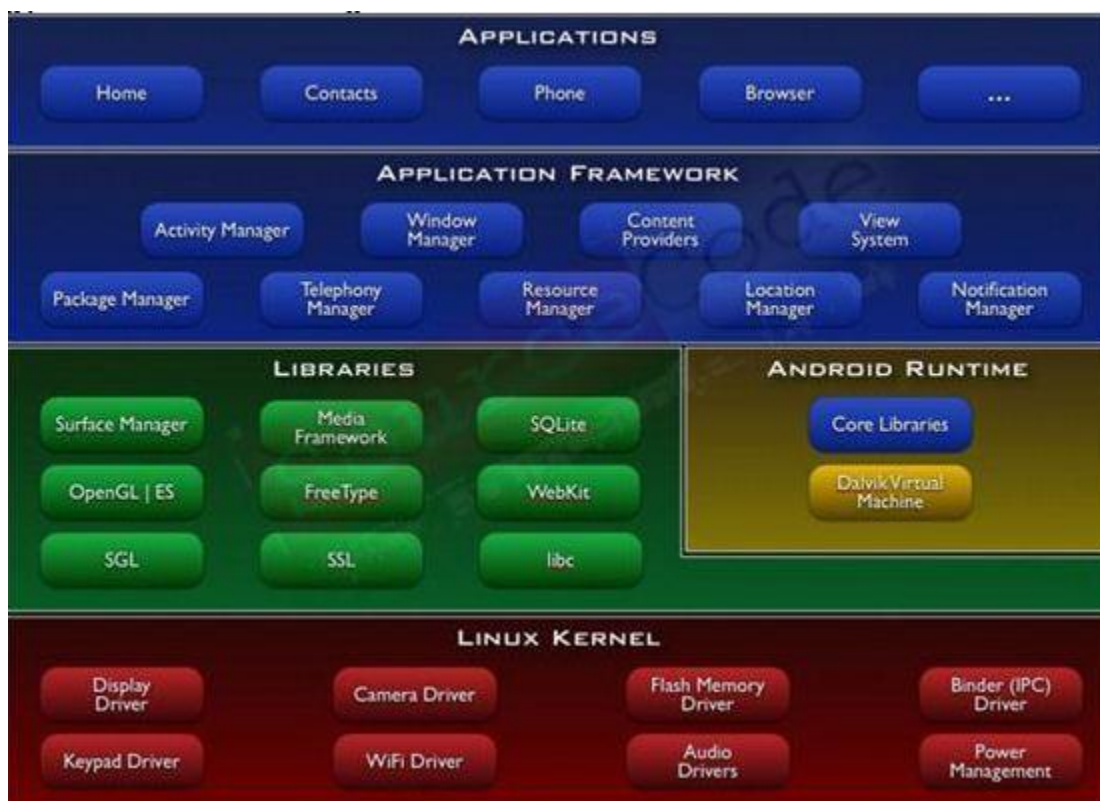 APPLICATIONS
Home
Contacts
Phone
Browser
...
APPLICATION FRAMEWORK
Activity Manager
Window
Manager
Content
Providers
View
System
Package Manager
Telephony
Manager
Resource
Manager
Location
Manager
Notification
Manager
LIBRARIES
Surface Manager
Media
Framework
SQLite
OpenGL | ES
FreeType
WebKit
SGL
SSL
libc
ANDROID RUNTIME
Core Libraries
Dalvik Virtual
Machine
LINUX KERNEL
Display
Driver
Camera Driver
Flash Memory
Driver
Binder (IPC)
Driver
Keypad Driver
WiFi Driver
Audio
Drivers
Power
Management